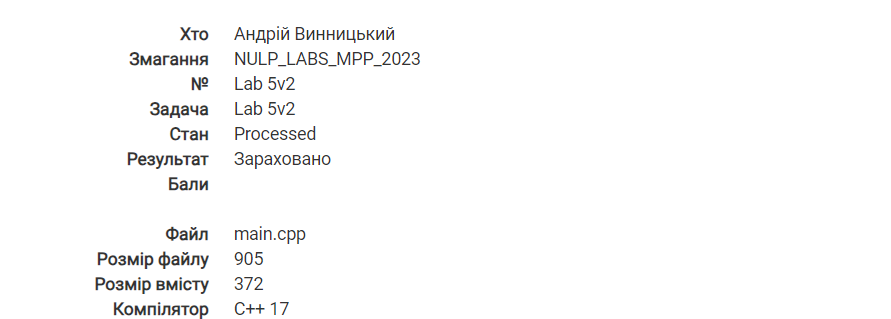 Хто Андрій Винницький
Змагання NULP_LABS_MPP_2023
№ Lab 5v2
Задача Lab 5v2
Стан Processed
Результат Зараховано
Бали
Файл main.cpp
Розмір файлу 905
Розмір вмісту 372
Компілятор C++ 17